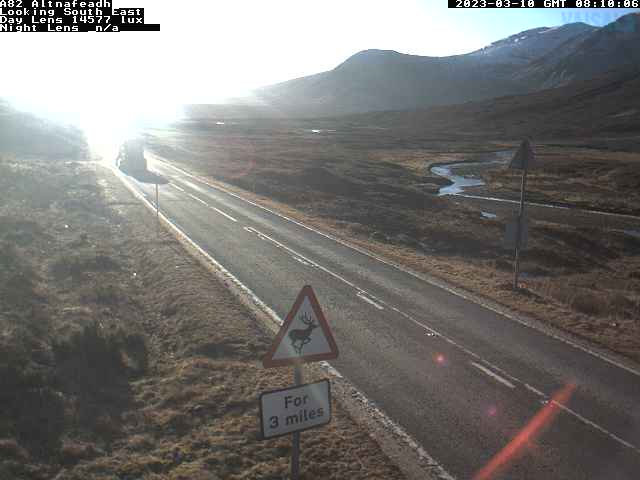 A82 Altnafeadh
Looking South East
Day Lens 14577 lux
Night Lens n/a
2023-03-10 GMT 08:10:06
VAISALA
For
3 miles